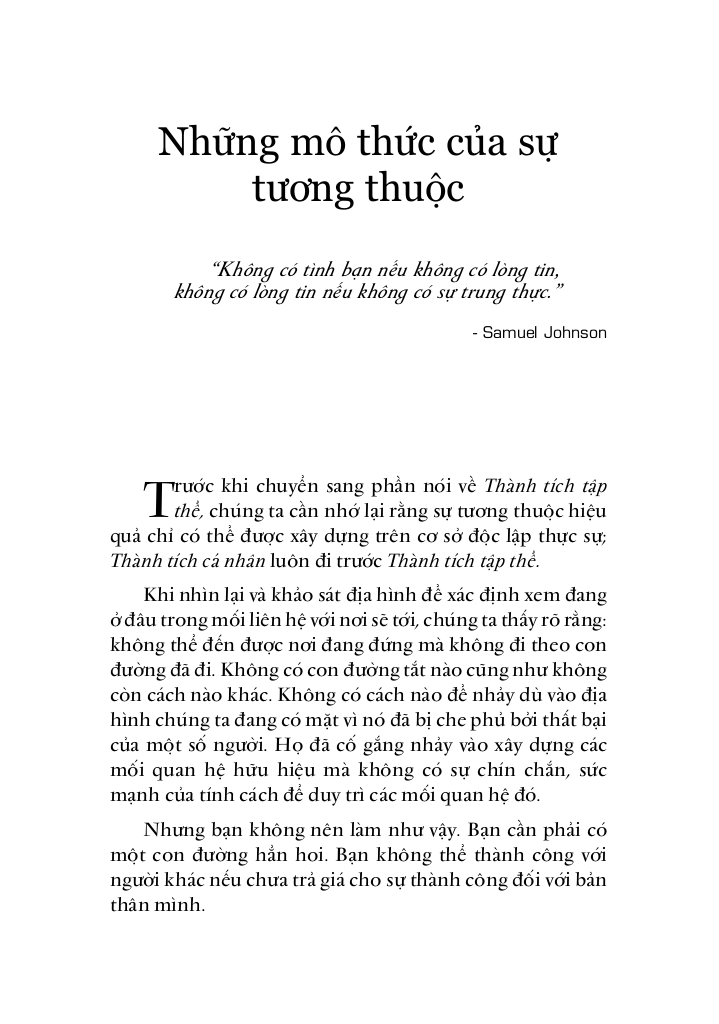 Những mô thức của sự
tương thuộc
“Không có tình bạn nếu không có lòng tin,
không có lòng tin nếu không có sự trung thực.”
- Samuel Johnson
Trước khi chuyển sang phần nói về Thành tích tập
thể, chúng ta cần nhớ lại rằng sự tương thuộc hiệu
quả chỉ có thể được xây dựng trên cơ sở độc lập thực sự;
Thành tích cá nhân luôn đi trước Thành tích tập thể.
Khi nhìn lại và khảo sát địa hình để xác định xem đang
ở đâu trong mối liên hệ với nơi sẽ tới, chúng ta thấy rõ rằng:
không thể đến được nơi đang đứng mà không đi theo con
đường đã đi. Không có con đường tắt nào cũng như không
còn cách nào khác. Không có cách nào để nhảy dù vào địa
hình chúng ta đang có mặt vì nó đã bị che phủ bởi thất bại
của một số người. Họ đã cố gắng nhảy vào xây dựng các
mối quan hệ hữu hiệu mà không có sự chín chắn, sức
mạnh của tính cách để duy trì các mối quan hệ đó.
Nhưng bạn không nên làm như vậy. Bạn cần phải có
một con đường hẳn hoi. Bạn không thể thành công với
người khác nếu chưa trả giá cho sự thành công đối với bản
thân mình.